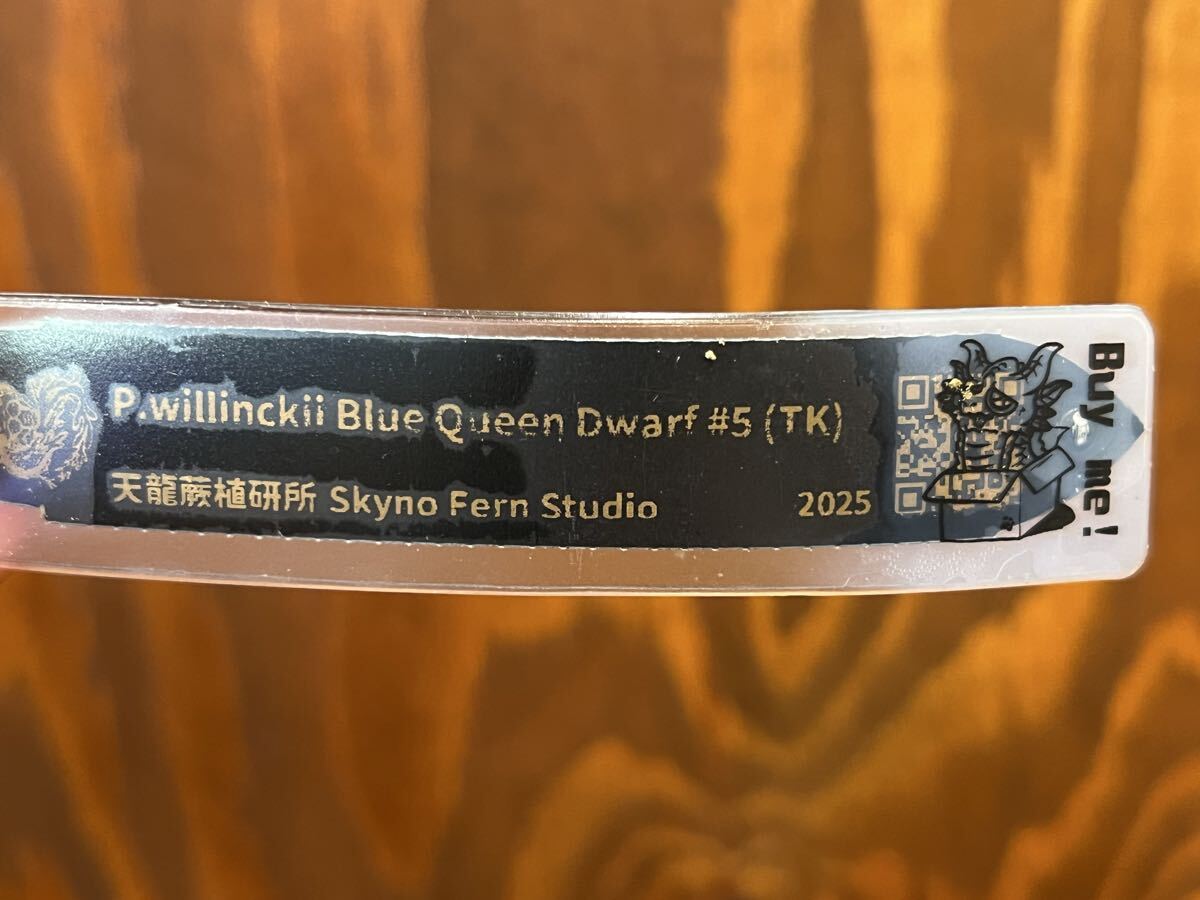 P.willinckii Blue Queen Dwarf #5 (TK)
天龍蕨植研所 Skyno Fern Studio 2025
Buy me!